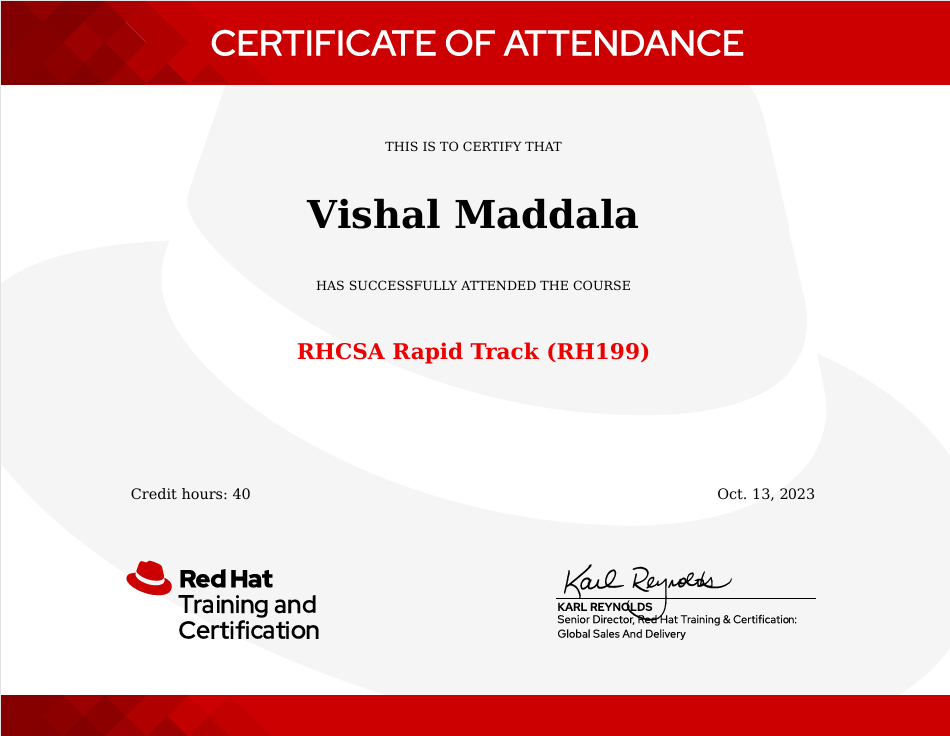 CERTIFICATE OF ATTENDANCE
THIS IS TO CERTIFY THAT
Vishal Maddala
HAS SUCCESSFULLY ATTENDED THE COURSE
RHCSA Rapid Track (RH199)
Credit hours: 40
Oct. 13, 2023
Red Hat
Training and
Certification
Karl Reynolds
KARL REYNOLDS
Senior Director, Red Hat Training & Certification:
Global Sales And Delivery